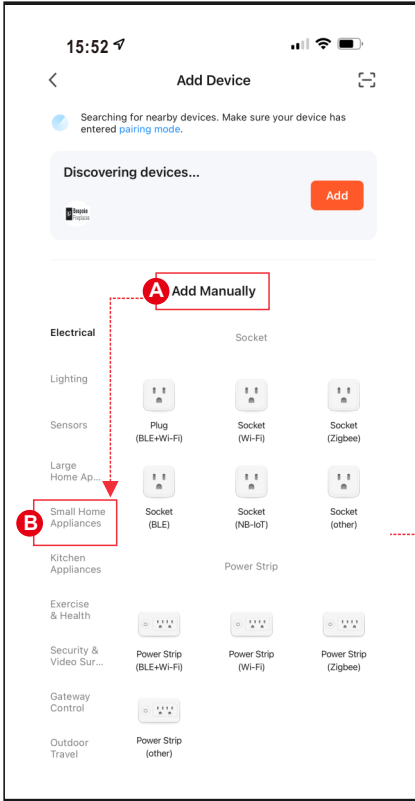 15:52
Add Device
Searching for nearby devices. Make sure your device has
entered pairing mode.
Discovering devices...
Add
Bespoke
Fireplaces
A
Add Manually
Electrical
Lighting
Sensors
Large
Home Ap...
B
Small Home
Appliances
Kitchen
Appliances
Exercise
& Health
Security &
Video Sur...
Gateway
Control
Outdoor
Travel
Socket
Plug
(BLE+Wi-Fi)
Socket
(Wi-Fi)
Socket
(Zigbee)
Socket
(BLE)
Socket
(NB-IoT)
Socket
(other)
Power Strip
Power Strip
(BLE+Wi-Fi)
Power Strip
(Wi-Fi)
Power Strip
(Zigbee)
Power Strip
(other)